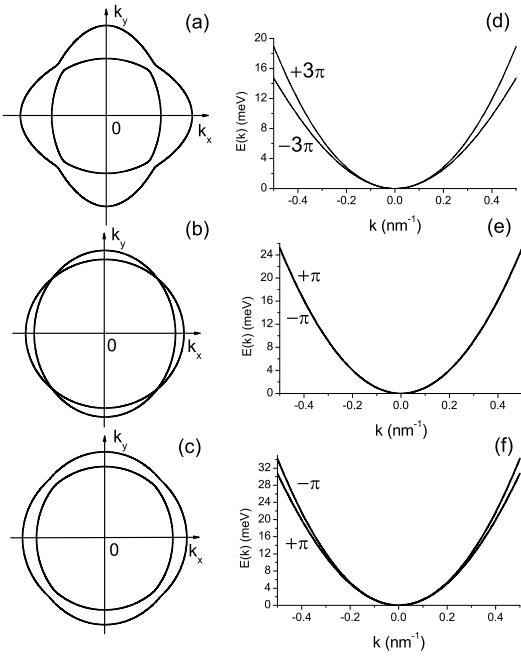 (a)
k_y
0
k_x
(d)
20
16
12
8
4
0
E(k) (meV)
+3π
−3π
-0.4
-0.2
0.0
0.2
0.4
k (nm⁻¹)
(b)
k_y
0
k_x
(e)
24
20
16
12
8
4
0
E(k) (meV)
+π
−π
-0.4
-0.2
0.0
0.2
0.4
k (nm⁻¹)
(c)
k_y
0
k_x
(f)
32
28
24
20
16
12
8
4
0
E(k) (meV)
−π
+π
-0.4
-0.2
0.0
0.2
0.4
k (nm⁻¹)